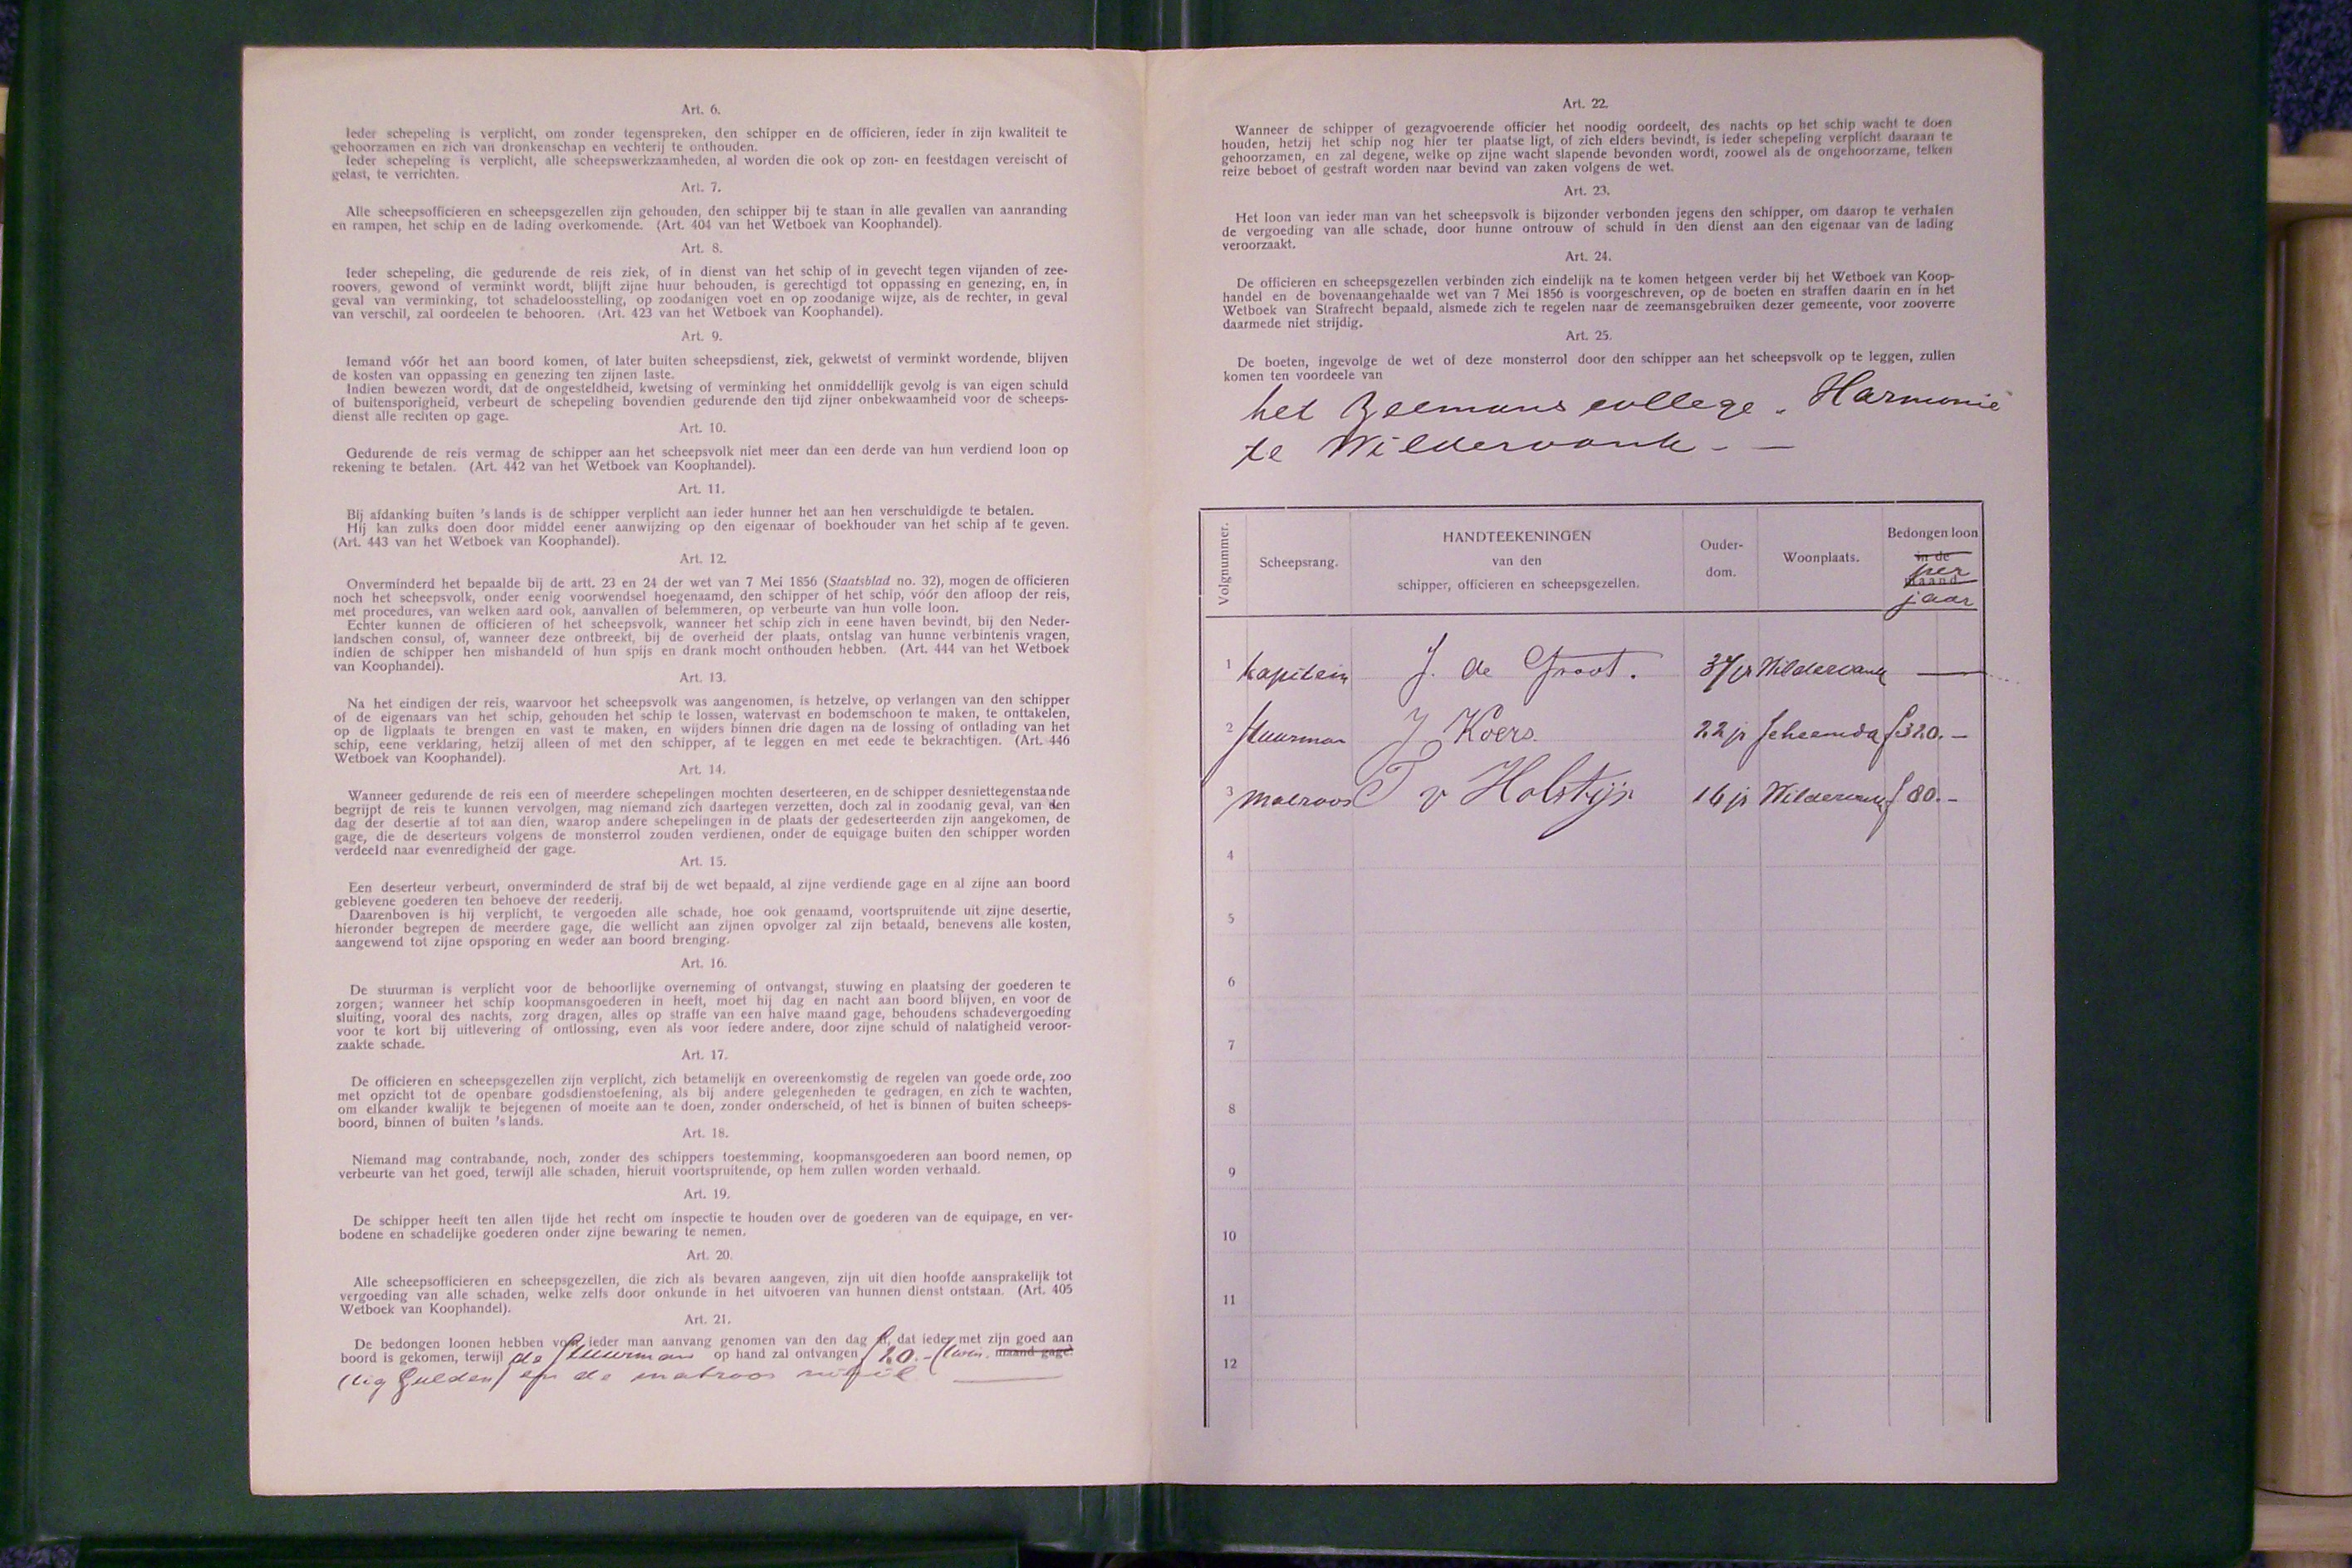 Art. 6.
Ieder schepeling is verplicht, om zonder tegenspreken, den schipper en de officieren, ieder in zijn kwaliteit te
gehoorzamen en zich van dronkenschap en vechterij te onthouden.
Ieder schepeling is verplicht, alle scheepswerkzaamheden, al worden die ook op zon- en feestdagen vereischt of
gelast, te verrichten.
Art. 7.
Alle scheepsofficieren en scheepsgezellen zijn gehouden, den schipper bij te staan in alle gevallen van aanranding
en rampen, het schip en de lading overkomende. (Art. 404 van het Wetboek van Koophandel).
Art. 8.
Ieder schepeling, die gedurende de reis ziek, of in dienst van het schip of in gevecht tegen vijanden of zee-
roovers, gewond of verminkt wordt, blijft zijne huur behouden, is gerechtigd tot oppassing en genezing, en, in
geval van verminking, tot schadeloosstelling, op zoodanigen voet en op zoodanige wijze, als de rechter, in geval
van verschil, zal oordeelen te behooren. (Art. 423 van het Wetboek van Koophandel).
Art. 9.
Iemand vóór het aan boord komen, of later buiten scheepsdienst, ziek, gekwetst of verminkt wordende, blijven
de kosten van oppassing en genezing ten zijnen laste.
Indien bewezen wordt, dat de ongesteldheid, kwetsing of verminking het onmiddellijk gevolg is van eigen schuld
of buitensporigheid, verbeurt de schepeling bovendien gedurende den tijd zijner onbekwaamheid voor de scheeps-
dienst alle rechten op gage.
Art. 10.
Gedurende de reis vermag de schipper aan het scheepsvolk niet meer dan een derde van hun verdiend loon op
rekening te betalen. (Art. 442 van het Wetboek van Koophandel).
Art. 11.
Bij afdanking buiten 's lands is de schipper verplicht aan ieder hunner het aan hen verschuldigde te betalen.
Hij kan zulks doen door middel eener aanwijzing op den eigenaar of boekhouder van het schip af te geven.
(Art. 443 van het Wetboek van Koophandel).
Art. 12.
Onverminderd het bepaalde bij de artt. 23 en 24 der wet van 7 Mei 1856 (Staatsblad no. 32), mogen de officieren
noch het scheepsvolk, onder eenig voorwendsel hoegenaamd, den schipper of het schip, vóór den afloop der reis,
met procedures, van welken aard ook, aanvallen of belemmeren, op verbeurte van hun volle loon.
Echter kunnen de officieren of het scheepsvolk, wanneer het schip zich in eene haven bevindt, bij den Neder-
landschen consul, of, wanneer deze ontbreekt, bij de overheid der plaats, ontslag van hunne verbintenis vragen,
indien de schipper hen mishandeld of hun spijs en drank mocht onthouden hebben. (Art. 444 van het Wetboek
van Koophandel).
Art. 13.
Na het eindigen der reis, waarvoor het scheepsvolk was aangenomen, is hetzelve, op verlangen van den schipper
of de eigenaars van het schip, gehouden het schip te lossen, watervast en bodemschoon te maken, te onttakelen,
op de ligplaats te brengen en vast te maken, en wijders binnen drie dagen na de lossing of ontlading van het
schip, eene verklaring, hetzij alleen of met den schipper, af te leggen en met eede te bekrachtigen. (Art. 446
Wetboek van Koophandel).
Art. 14.
Wanneer gedurende de reis een of meerdere schepelingen mochten deserteeren, en de schipper desniettegenstaande
begrijpt de reis te kunnen vervolgen, mag niemand zich daartegen verzetten, doch zal in zoodanig geval, van den
dag der desertie af tot aan dien, waarop andere schepelingen in de plaats der gedeserteerden zijn aangekomen, de
gage, die de deserteurs volgens de monsterrol zouden verdienen, onder de equigage buiten den schipper worden
verdeeld naar evenredigheid der gage.
Art. 15.
Een deserteur verbeurt, onverminderd de straf bij de wet bepaald, al zijne verdiende gage en al zijne aan boord
geblevene goederen ten behoeve der reederij.
Daarenboven is hij verplicht, te vergoeden alle schade, hoe ook genaamd, voortspruitende uit zijne desertie,
hieronder begrepen de meerdere gage, die wellicht aan zijnen opvolger zal zijn betaald, benevens alle kosten,
aangewend tot zijne opsporing en weder aan boord brenging.
Art. 16.
De stuurman is verplicht voor de behoorlijke overneming of ontvangst, stuwing en plaatsing der goederen te
zorgen; wanneer het schip koopmansgoederen in heeft, moet hij dag en nacht aan boord blijven, en voor de
sluiting, vooral des nachts, zorg dragen, alles op straffe van een halve maand gage, behoudens schadevergoeding
voor te kort bij uitlevering of ontlossing, even als voor iedere andere, door zijne schuld of nalatigheid veroor-
zaakte schade.
Art. 17.
De officieren en scheepsgezellen zijn verplicht, zich betamelijk en overeenkomstig de regelen van goede orde, zoo
met opzicht tot de openbare godsdienstoefening, als bij andere gelegenheden te gedragen, en zich te wachten,
om elkander kwalijk te bejegenen of moeite aan te doen, zonder onderscheid, of het is binnen of buiten scheeps-
boord, binnen of buiten 's lands.
Art. 18.
Niemand mag contrabande, noch, zonder des schippers toestemming, koopmansgoederen aan boord nemen, op
verbeurte van het goed, terwijl alle schaden, hieruit voortspruitende, op hem zullen worden verhaald.
Art. 19.
De schipper heeft ten allen tijde het recht om inspectie te houden over de goederen van de equipage, en ver-
bodene en schadelijke goederen onder zijne bewaring te nemen.
Art. 20.
Alle scheepsofficieren en scheepsgezellen, die zich als bevaren aangeven, zijn uit dien hoofde aansprakelijk tot
vergoeding van alle schaden, welke zelfs door onkunde in het uitvoeren van hunnen dienst ontstaan. (Art. 405
Wetboek van Koophandel).
Art. 21.
De bedongen loonen hebben voor ieder man aanvang genomen van den dag af, dat ieder met zijn goed aan
boord is gekomen, terwijl de stuurman op hand zal ontvangen f 20.- (twin- maand gage.
tig Gulden) en de matroos nihil
Art. 22.
Wanneer de schipper of gezagvoerende officier het noodig oordeelt, des nachts op het schip wacht te doen
houden, hetzij het schip nog hier ter plaatse ligt, of zich elders bevindt, is ieder schepeling verplicht daaraan te
gehoorzamen, en zal degene, welke op zijne wacht slapende bevonden wordt, zoowel als de ongehoorzame, telken
reize beboet of gestraft worden naar bevind van zaken volgens de wet.
Art. 23.
Het loon van ieder man van het scheepsvolk is bijzonder verbonden jegens den schipper, om daarop te verhalen
de vergoeding van alle schade, door hunne ontrouw of schuld in den dienst aan den eigenaar van de lading
veroorzaakt.
Art. 24.
De officieren en scheepsgezellen verbinden zich eindelijk na te komen hetgeen verder bij het Wetboek van Koop-
handel en de bovenaangehaalde wet van 7 Mei 1856 is voorgeschreven, op de boeten en straffen daarin en in het
Wetboek van Strafrecht bepaald, alsmede zich te regelen naar de zeemansgebruiken dezer gemeente, voor zooverre
daarmede niet strijdig.
Art. 25.
De boeten, ingevolge de wet of deze monsterrol door den schipper aan het scheepsvolk op te leggen, zullen
komen ten voordeele van
het Zeemans college „ Harmonie
te Wildervank - —
Volgnummer. Scheepsrang. HANDTEEKENINGEN van den schipper, officieren en scheepsgezellen. Ouder-dom. Woonplaats. Bedongen loon in de maand per jaar
1 Kapitein J. de Groot. 37 jr Wildervank —
2 Stuurman J Koers. 22 jr Scheemda f 320.-
3 Matroos T v Holstijn 16 jr Wildervank f 80.-
4
5
6
7
8
9
10
11
12